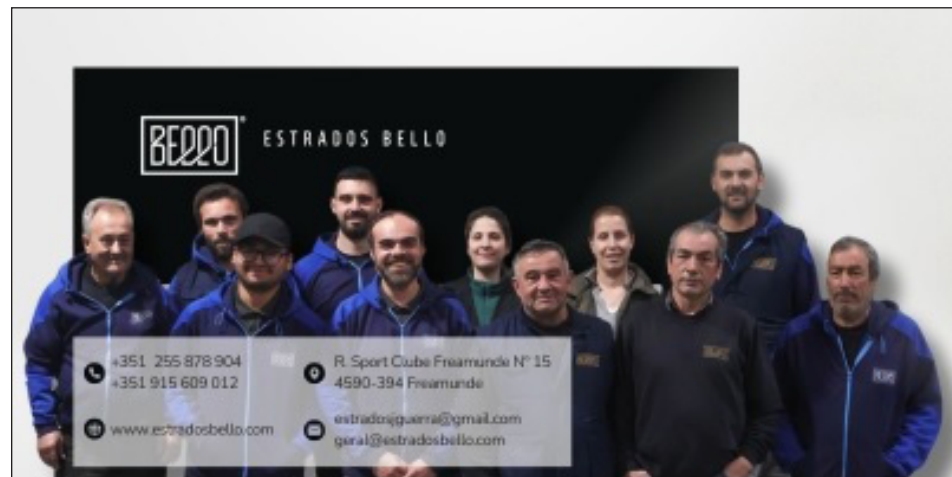 BELLO® ESTRADOS BELLO
+351 255 878 904
+351 915 609 012
www.estradosbello.com
R. Sport Clube Freamunde Nº 15
4590-394 Freamunde
estradosjguerra@gmail.com
geral@estradosbello.com